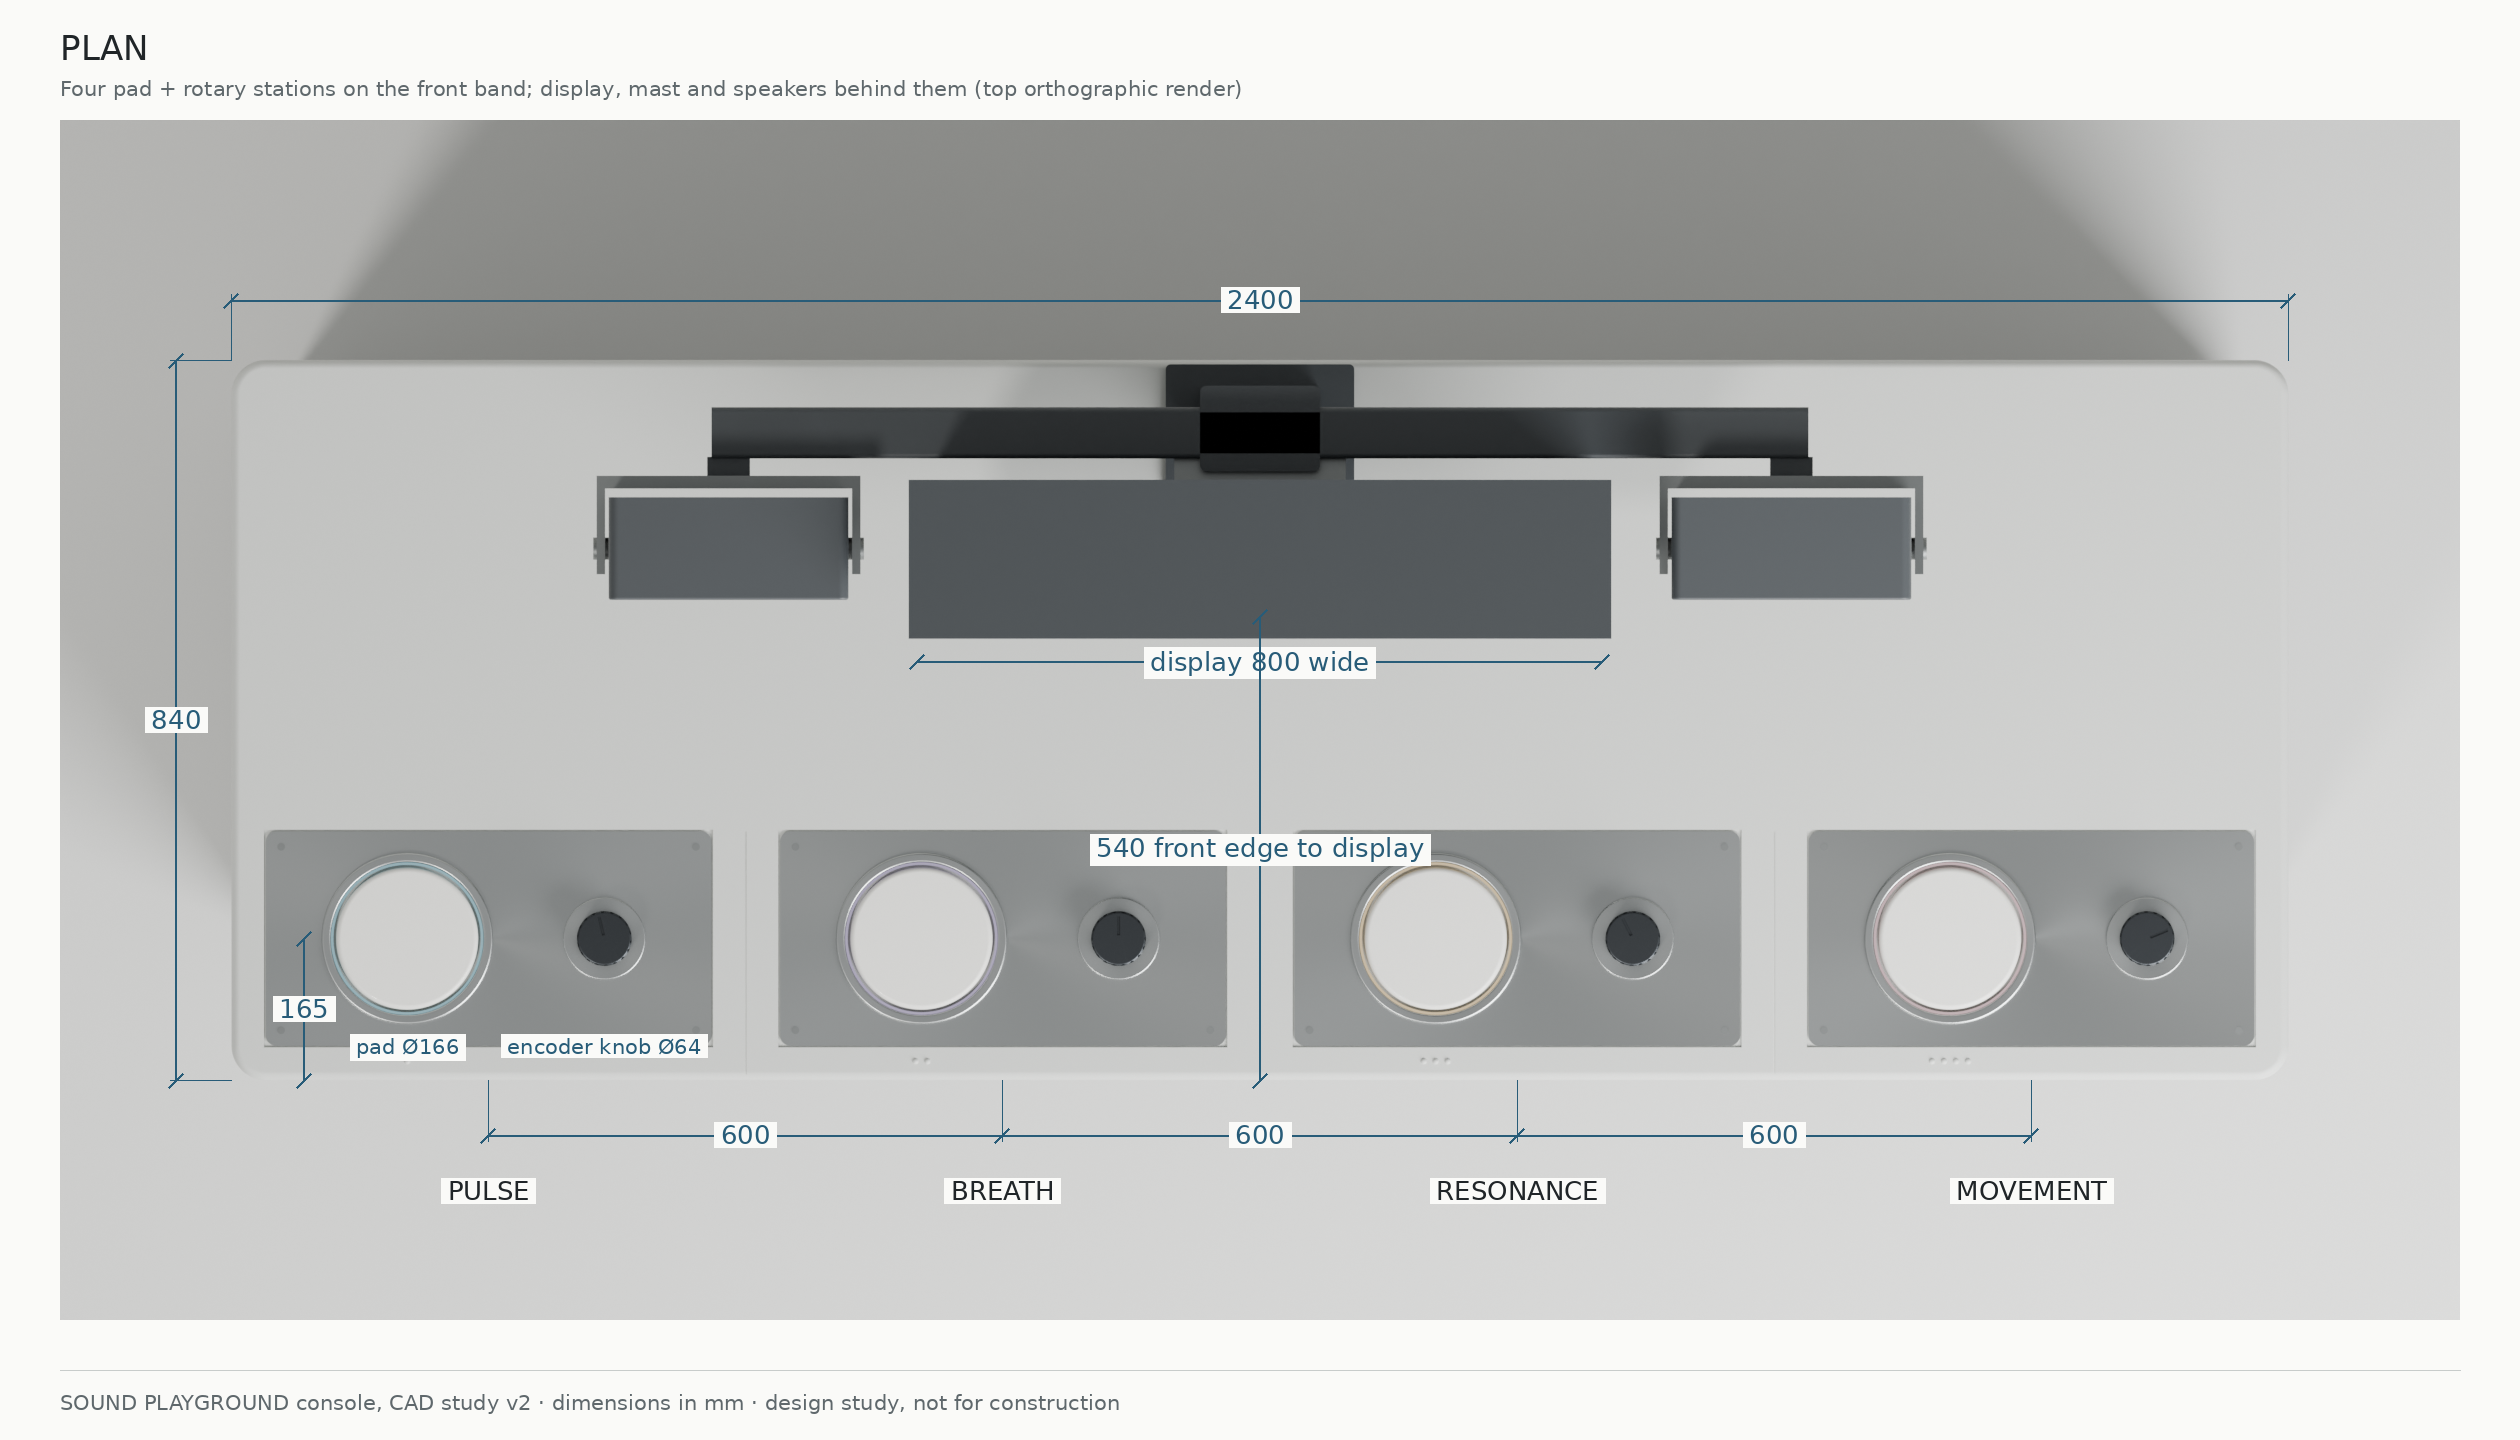 PLAN
Four pad + rotary stations on the front band; display, mast and speakers behind them (top orthographic render)
2400
display 800 wide
840
540 front edge to display
165
pad Ø166
encoder knob Ø64
600
600
600
PULSE
BREATH
RESONANCE
MOVEMENT
SOUND PLAYGROUND console, CAD study v2 · dimensions in mm · design study, not for construction